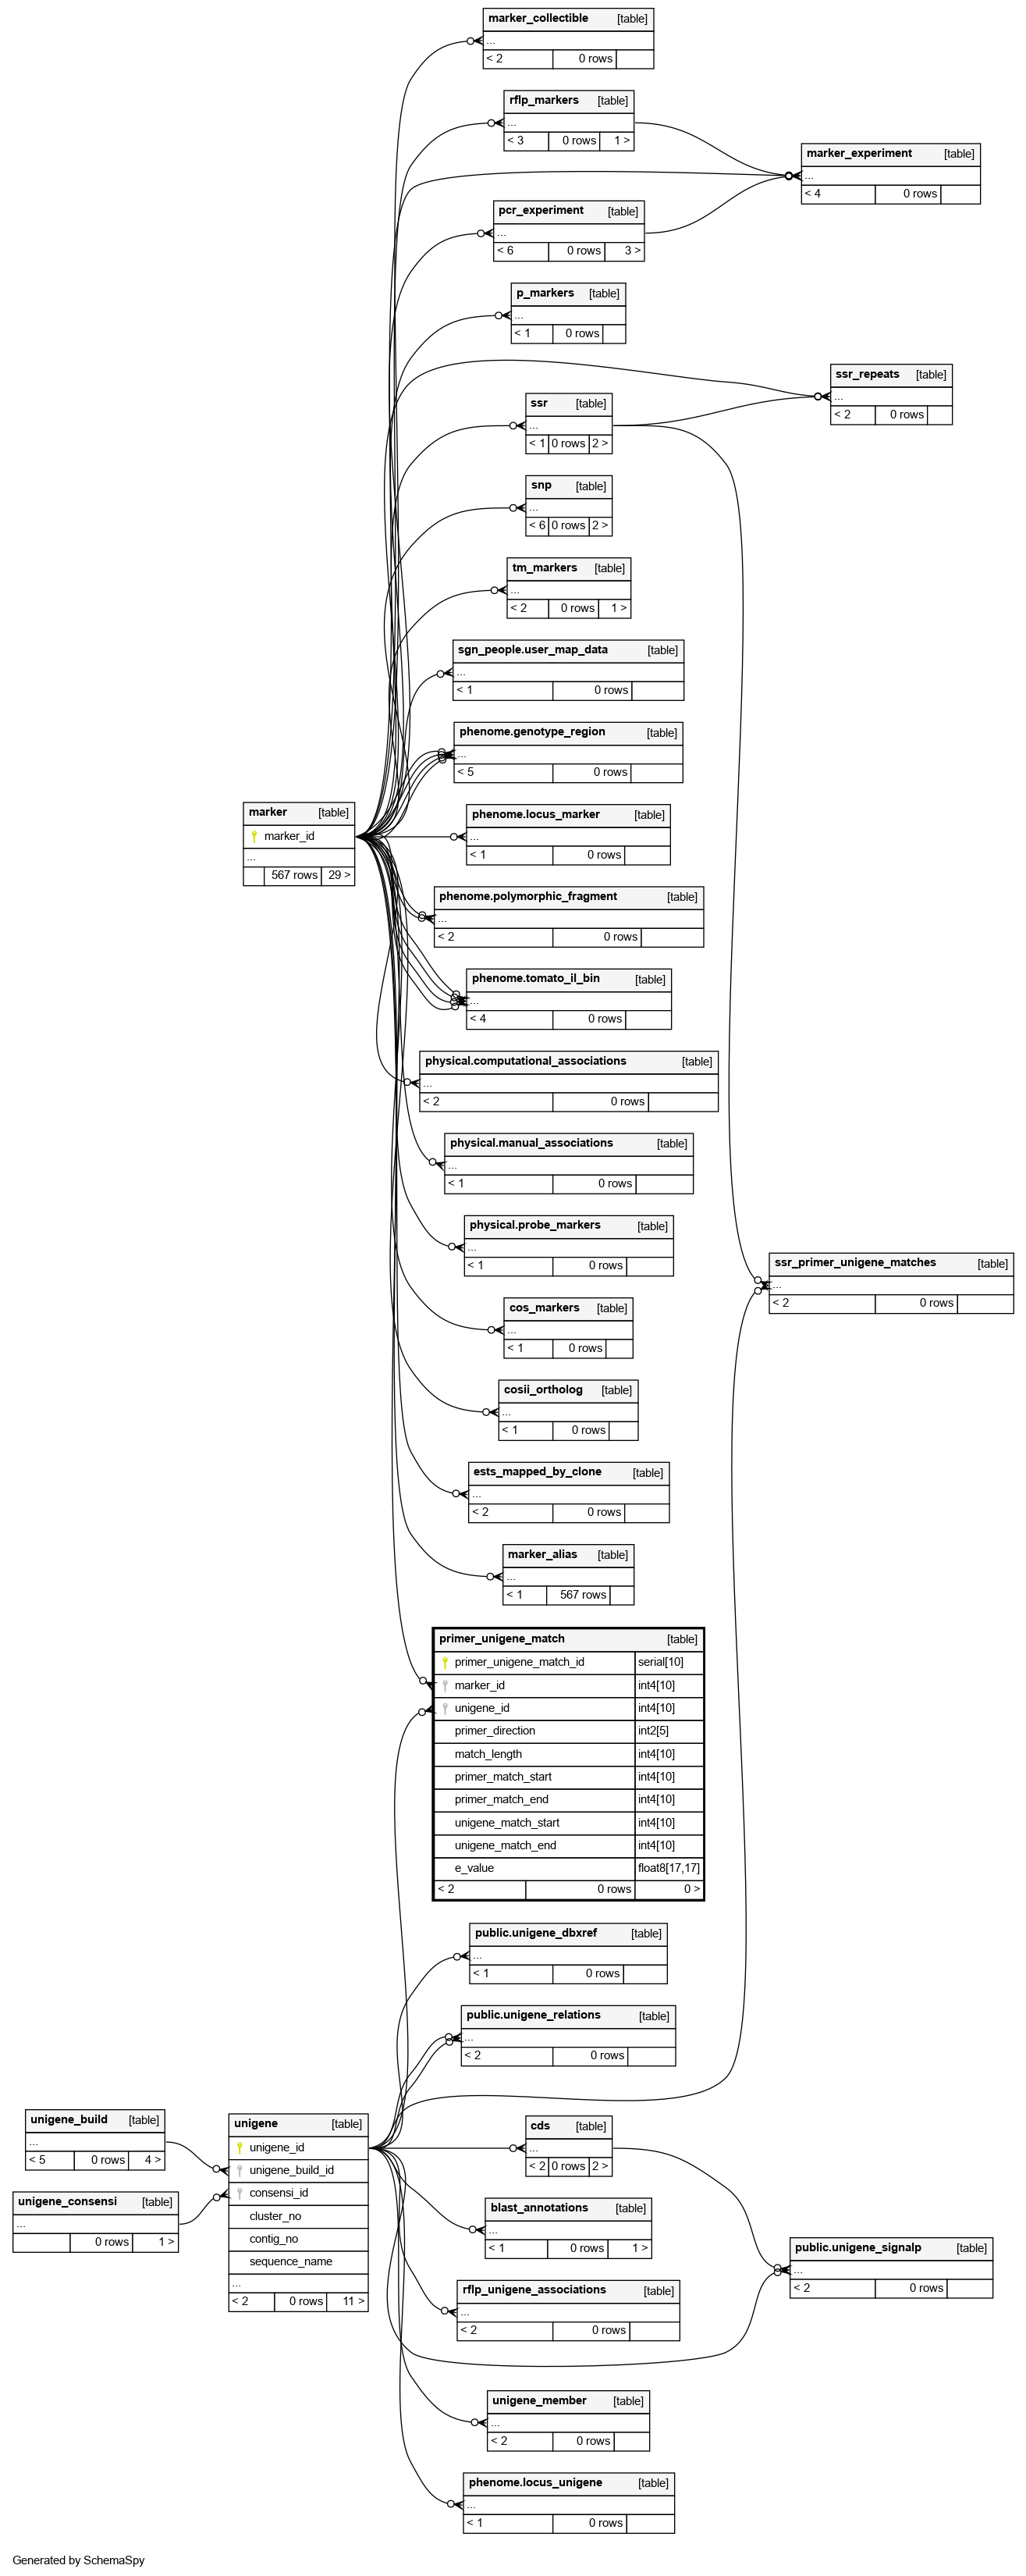 marker_collectible [table]
...
< 2 0 rows
rflp_markers [table]
...
< 3 0 rows 1 >
marker_experiment [table]
...
< 4 0 rows
pcr_experiment [table]
...
< 6 0 rows 3 >
p_markers [table]
...
< 1 0 rows
ssr_repeats [table]
...
< 2 0 rows
ssr [table]
...
< 1 0 rows 2 >
snp [table]
...
< 6 0 rows 2 >
tm_markers [table]
...
< 2 0 rows 1 >
sgn_people.user_map_data [table]
...
< 1 0 rows
phenome.genotype_region [table]
...
< 5 0 rows
marker [table]
marker_id
...
567 rows 29 >
phenome.locus_marker [table]
...
< 1 0 rows
phenome.polymorphic_fragment [table]
...
< 2 0 rows
phenome.tomato_il_bin [table]
...
< 4 0 rows
physical.computational_associations [table]
...
< 2 0 rows
physical.manual_associations [table]
...
< 1 0 rows
physical.probe_markers [table]
...
< 1 0 rows
ssr_primer_unigene_matches [table]
...
< 2 0 rows
cos_markers [table]
...
< 1 0 rows
cosii_ortholog [table]
...
< 1 0 rows
ests_mapped_by_clone [table]
...
< 2 0 rows
marker_alias [table]
...
< 1 567 rows
primer_unigene_match [table]
primer_unigene_match_id serial[10]
marker_id int4[10]
unigene_id int4[10]
primer_direction int2[5]
match_length int4[10]
primer_match_start int4[10]
primer_match_end int4[10]
unigene_match_start int4[10]
unigene_match_end int4[10]
e_value float8[17,17]
< 2 0 rows 0 >
public.unigene_dbxref [table]
...
< 1 0 rows
public.unigene_relations [table]
...
< 2 0 rows
unigene_build [table]
...
< 5 0 rows 4 >
unigene_consensi [table]
...
0 rows 1 >
unigene [table]
unigene_id
unigene_build_id
consensi_id
cluster_no
contig_no
sequence_name
...
< 2 0 rows 11 >
cds [table]
...
< 2 0 rows 2 >
blast_annotations [table]
...
< 1 0 rows 1 >
public.unigene_signalp [table]
...
< 2 0 rows
rflp_unigene_associations [table]
...
< 2 0 rows
unigene_member [table]
...
< 2 0 rows
phenome.locus_unigene [table]
...
< 1 0 rows
Generated by SchemaSpy